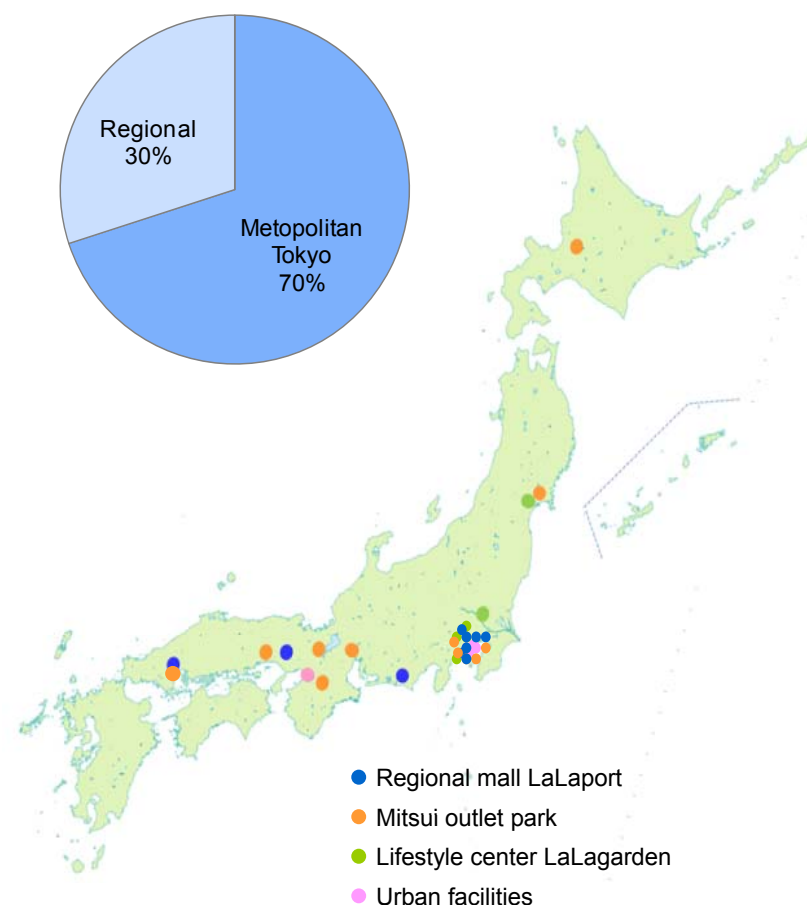 Regional
30%
Metopolitan
Tokyo
70%
Regional mall LaLaport
Mitsui outlet park
Lifestyle center LaLagarden
Urban facilities